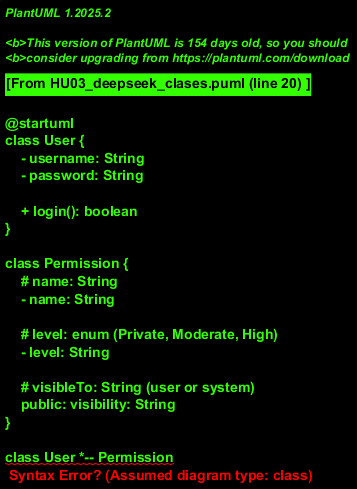 PlantUML 1.2025.2
<b>This version of PlantUML is 154 days old, so you should
<b>consider upgrading from https://plantuml.com/download
[From HU03_deepseek_clases.puml (line 20) ]
@startuml
class User {
- username: String
- password: String
+ login(): boolean
}
class Permission {
# name: String
- name: String
# level: enum (Private, Moderate, High)
- level: String
# visibleTo: String (user or system)
public: visibility: String
}
class User *-- Permission
Syntax Error? (Assumed diagram type: class)